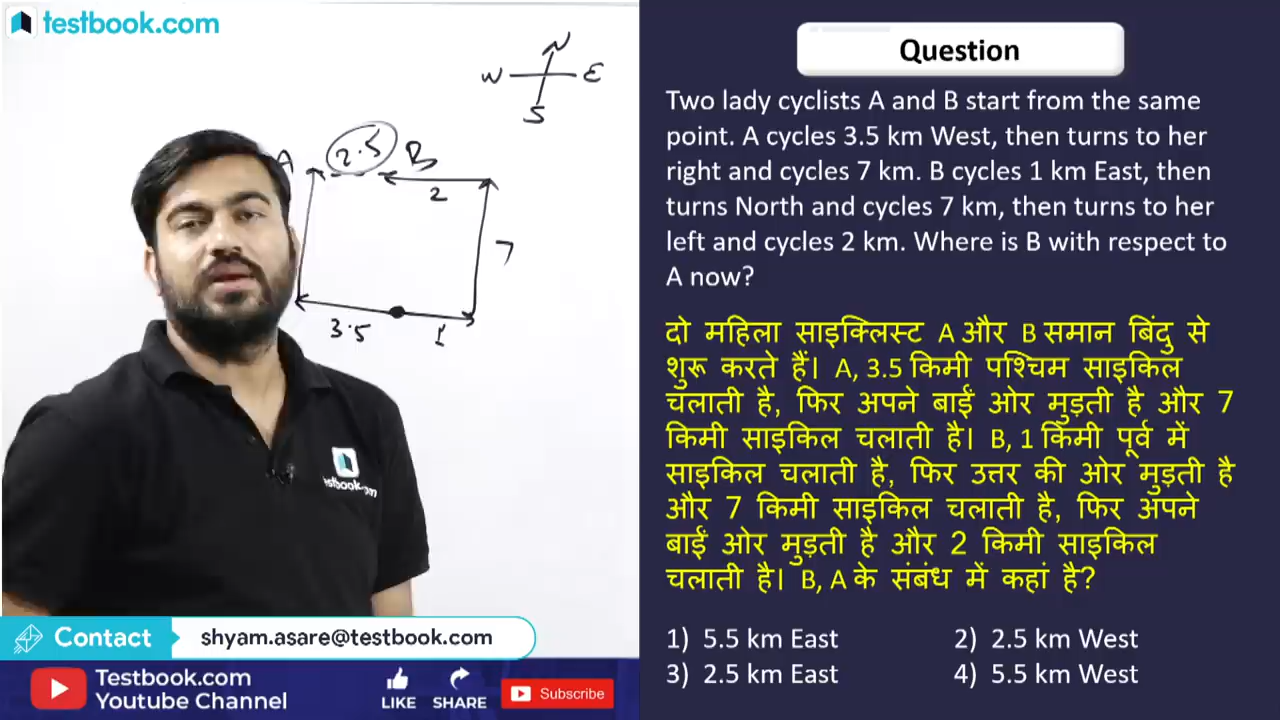 testbook.com
N
W E
S
A 2.5 B
2
7
3.5 1
testbook.com
Contact shyam.asare@testbook.com
Testbook.com
Youtube Channel
LIKE SHARE Subscribe
Question
Two lady cyclists A and B start from the same
point. A cycles 3.5 km West, then turns to her
right and cycles 7 km. B cycles 1 km East, then
turns North and cycles 7 km, then turns to her
left and cycles 2 km. Where is B with respect to
A now?
दो महिला साइक्लिस्ट A और B समान बिंदु से
शुरू करते हैं। A, 3.5 किमी पश्चिम साइकिल
चलाती है, फिर अपने बाईं ओर मुड़ती है और 7
किमी साइकिल चलाती है। B, 1 किमी पूर्व में
साइकिल चलाती है, फिर उत्तर की ओर मुड़ती है
और 7 किमी साइकिल चलाती है, फिर अपने
बाईं ओर मुड़ती है और 2 किमी साइकिल
चलाती है। B, A के संबंध में कहां है?
1) 5.5 km East 2) 2.5 km West
3) 2.5 km East 4) 5.5 km West